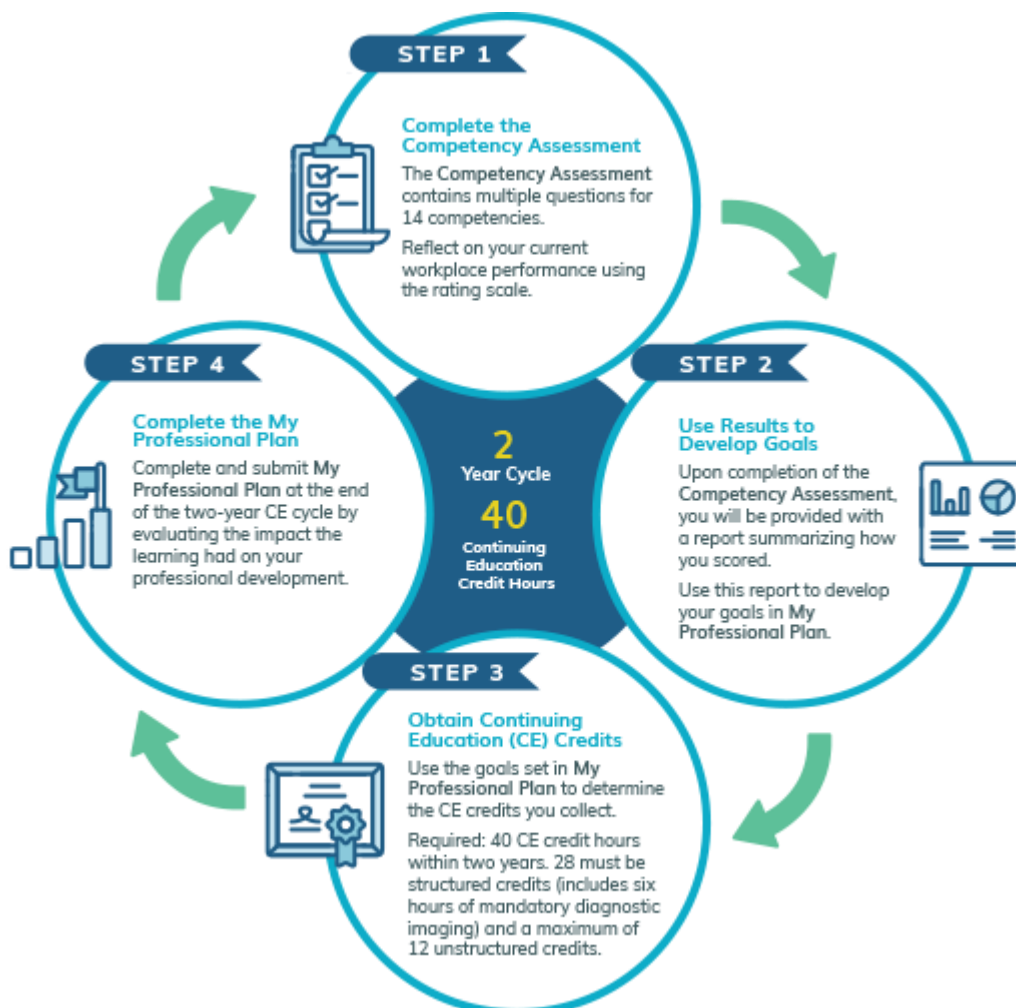 STEP 1
Complete the
Competency Assessment
The Competency Assessment
contains multiple questions for
14 competencies.
Reflect on your current
workplace performance using
the rating scale.
STEP 2
Use Results to
Develop Goals
Upon completion of the
Competency Assessment,
you will be provided with
a report summarizing how
you scored.
Use this report to develop
your goals in My
Professional Plan.
STEP 3
Obtain Continuing
Education (CE) Credits
Use the goals set in My
Professional Plan to determine
the CE credits you collect.
Required: 40 CE credit hours
within two years. 28 must be
structured credits (includes six
hours of mandatory diagnostic
imaging) and a maximum of
12 unstructured credits.
STEP 4
Complete the My
Professional Plan
Complete and submit My
Professional Plan at the end
of the two-year CE cycle by
evaluating the impact the
learning had on your
professional development.
2
Year Cycle
40
Continuing
Education
Credit Hours